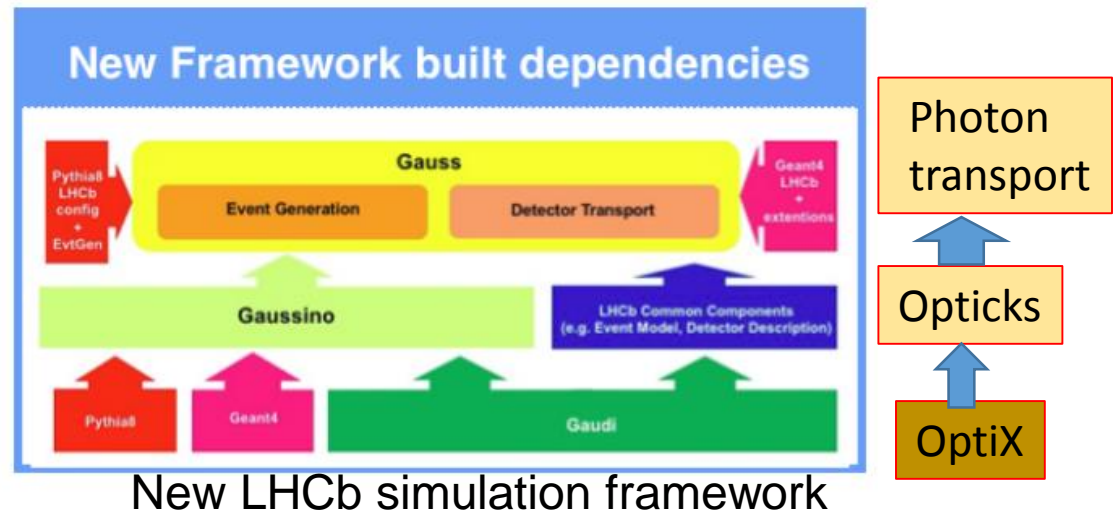 New Framework built dependencies
Gauss
Pythia8
LHCb
config
+
EvtGen
Event Generation
Detector Transport
Geant4
LHCb
+
extentions
Gaussino
LHCb Common Components
(e.g. Event Model, Detector Description)
Pythia8
Geant4
Gaudi
Photon
transport
Opticks
OptiX
New LHCb simulation framework